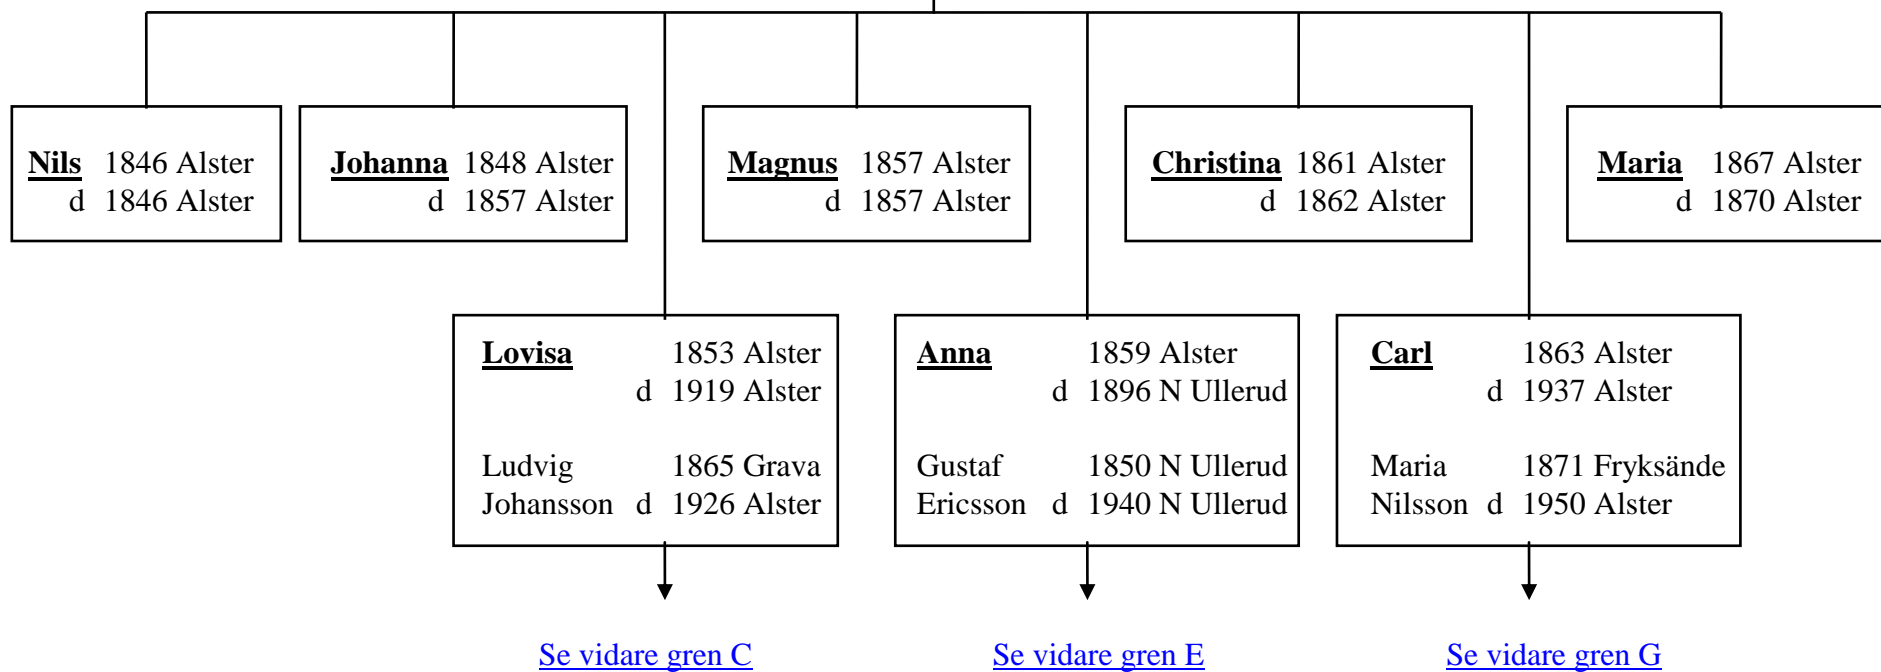 Nils 1846 Alster
d 1846 Alster
Johanna 1848 Alster
d 1857 Alster
Magnus 1857 Alster
d 1857 Alster
Christina 1861 Alster
d 1862 Alster
Maria 1867 Alster
d 1870 Alster
Lovisa 1853 Alster
d 1919 Alster
Ludvig 1865 Grava
Johansson d 1926 Alster
Anna 1859 Alster
d 1896 N Ullerud
Gustaf 1850 N Ullerud
Ericsson d 1940 N Ullerud
Carl 1863 Alster
d 1937 Alster
Maria 1871 Fryksände
Nilsson d 1950 Alster
Se vidare gren C
Se vidare gren E
Se vidare gren G